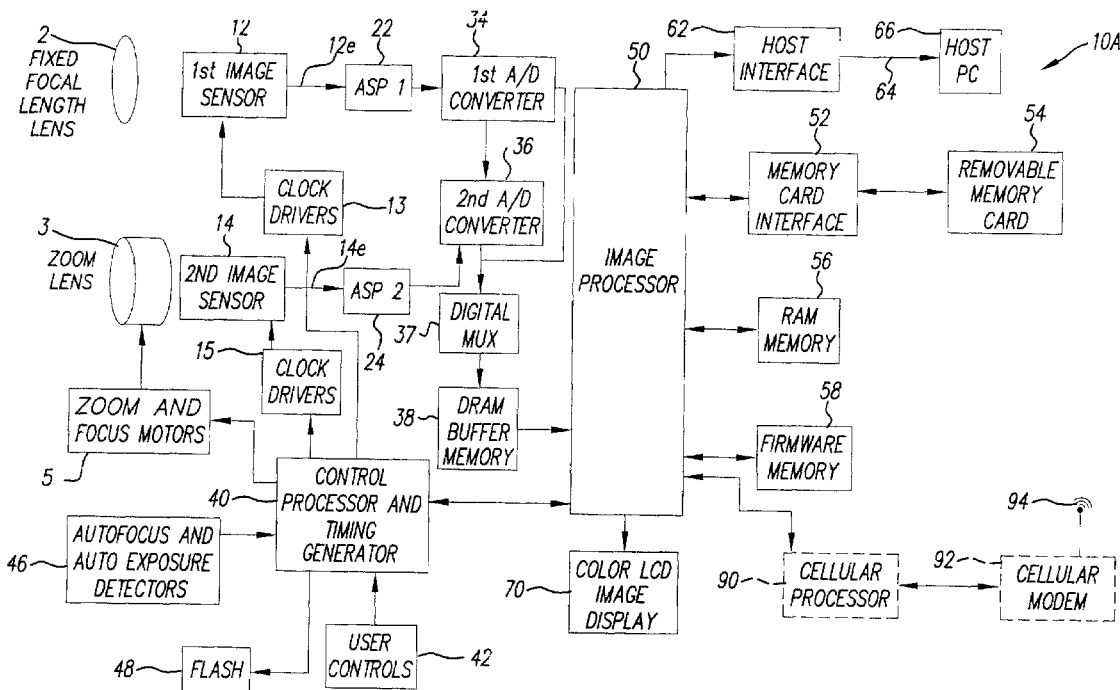 2
FIXED
FOCAL
LENGTH
LENS
12
1st IMAGE
SENSOR
12e
22
ASP 1
34
1st A/D
CONVERTER
50
62
HOST
INTERFACE
64
66
HOST
PC
10A
36
2nd A/D
CONVERTER
CLOCK
DRIVERS
13
52
MEMORY
CARD
INTERFACE
54
REMOVABLE
MEMORY
CARD
3
ZOOM
LENS
14
2ND IMAGE
SENSOR
14e
ASP 2
24
IMAGE
PROCESSOR
37
DIGITAL
MUX
56
RAM
MEMORY
15
CLOCK
DRIVERS
ZOOM AND
FOCUS MOTORS
5
38
DRAM
BUFFER
MEMORY
58
FIRMWARE
MEMORY
40
CONTROL
PROCESSOR AND
TIMING
GENERATOR
46
AUTOFOCUS AND
AUTO EXPOSURE
DETECTORS
70
COLOR LCD
IMAGE
DISPLAY
90
CELLULAR
PROCESSOR
92
CELLULAR
MODEM
94
48
FLASH
USER
CONTROLS
42